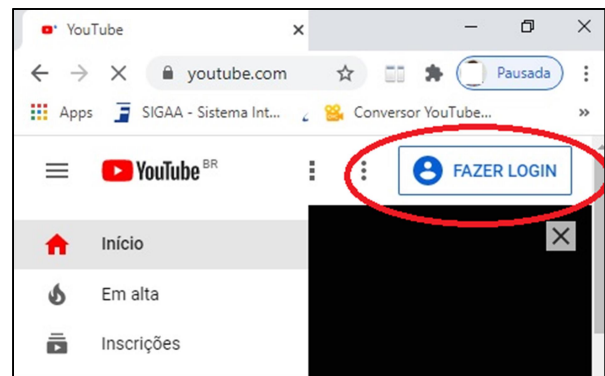 YouTube
youtube.com Pausada
Apps SIGAA - Sistema Int... Conversor YouTube... »
YouTube BR FAZER LOGIN
Início
Em alta
Inscrições